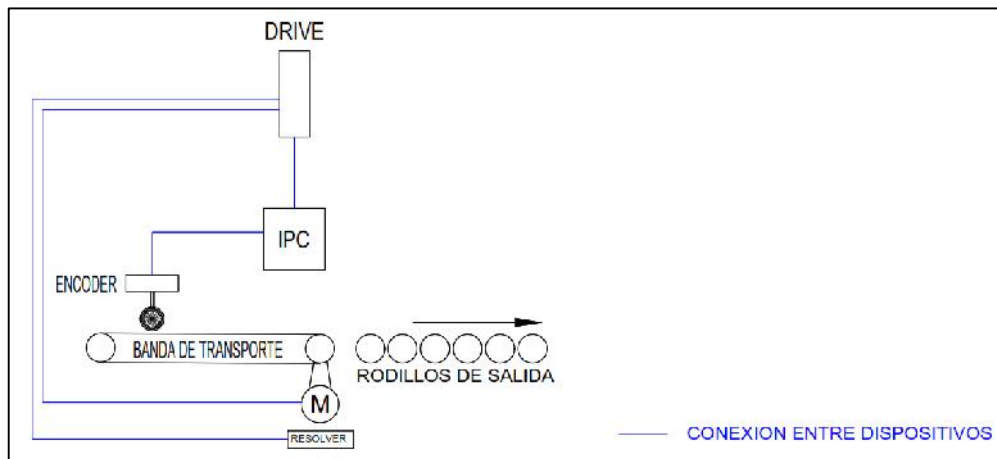 DRIVE
IPC
ENCODER
BANDA DE TRANSPORTE
RODILLOS DE SALIDA
M
RESOLVER
CONEXION ENTRE DISPOSITIVOS